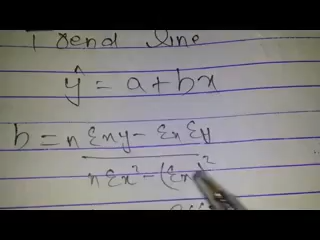 Trend line
ŷ = a + bx
b = nΣxy - ΣxΣy
nΣx² - (Σx)²